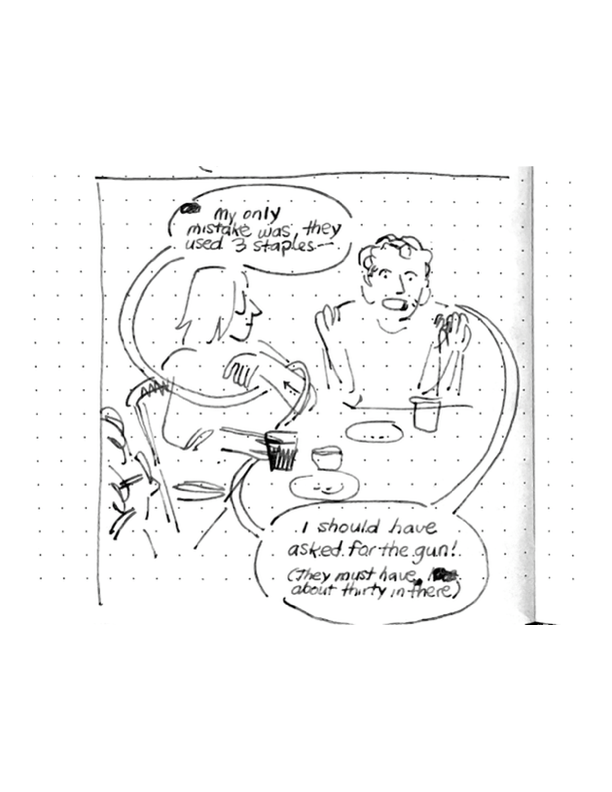 My only
mistake was, they
used 3 staples—
I should have
asked for the gun!
(They must have
about thirty in there)